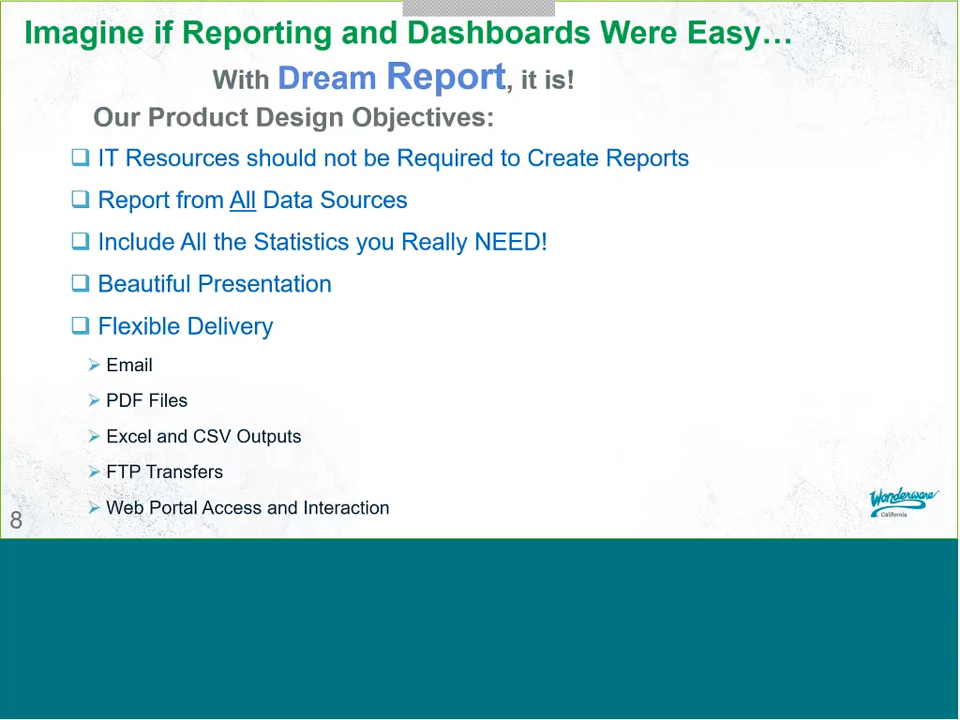 Imagine if Reporting and Dashboards Were Easy…
With Dream Report, it is!
Our Product Design Objectives:
IT Resources should not be Required to Create Reports
Report from All Data Sources
Include All the Statistics you Really NEED!
Beautiful Presentation
Flexible Delivery
Email
PDF Files
Excel and CSV Outputs
FTP Transfers
Web Portal Access and Interaction
Wonderware
California
8